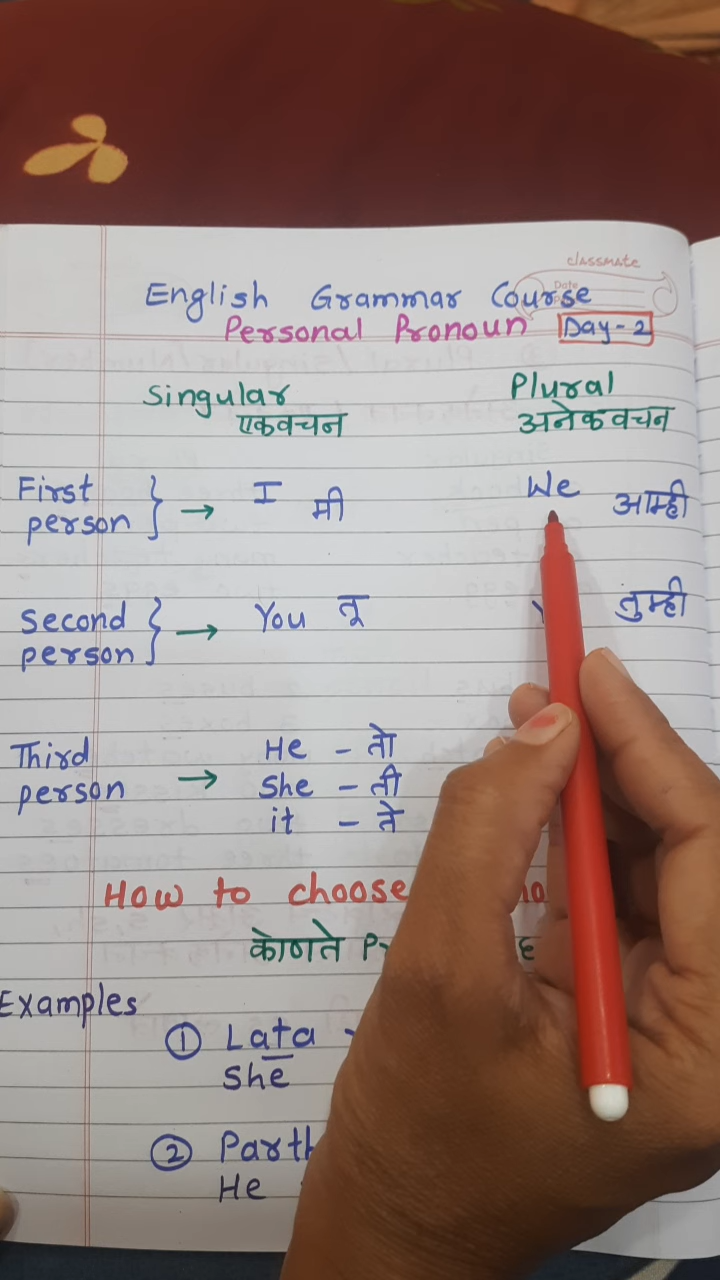 classmate
Date
English Grammar Course
Personal Pronoun Day-2
Singular Plural
एकवचन अनेकवचन
First person } → I मी We आम्ही
Second person } → You तू तुम्ही
Third person → He - तो
She - ती
it - ते
How to choose
कोणते
Examples
① Lata -
She
② Parth
He